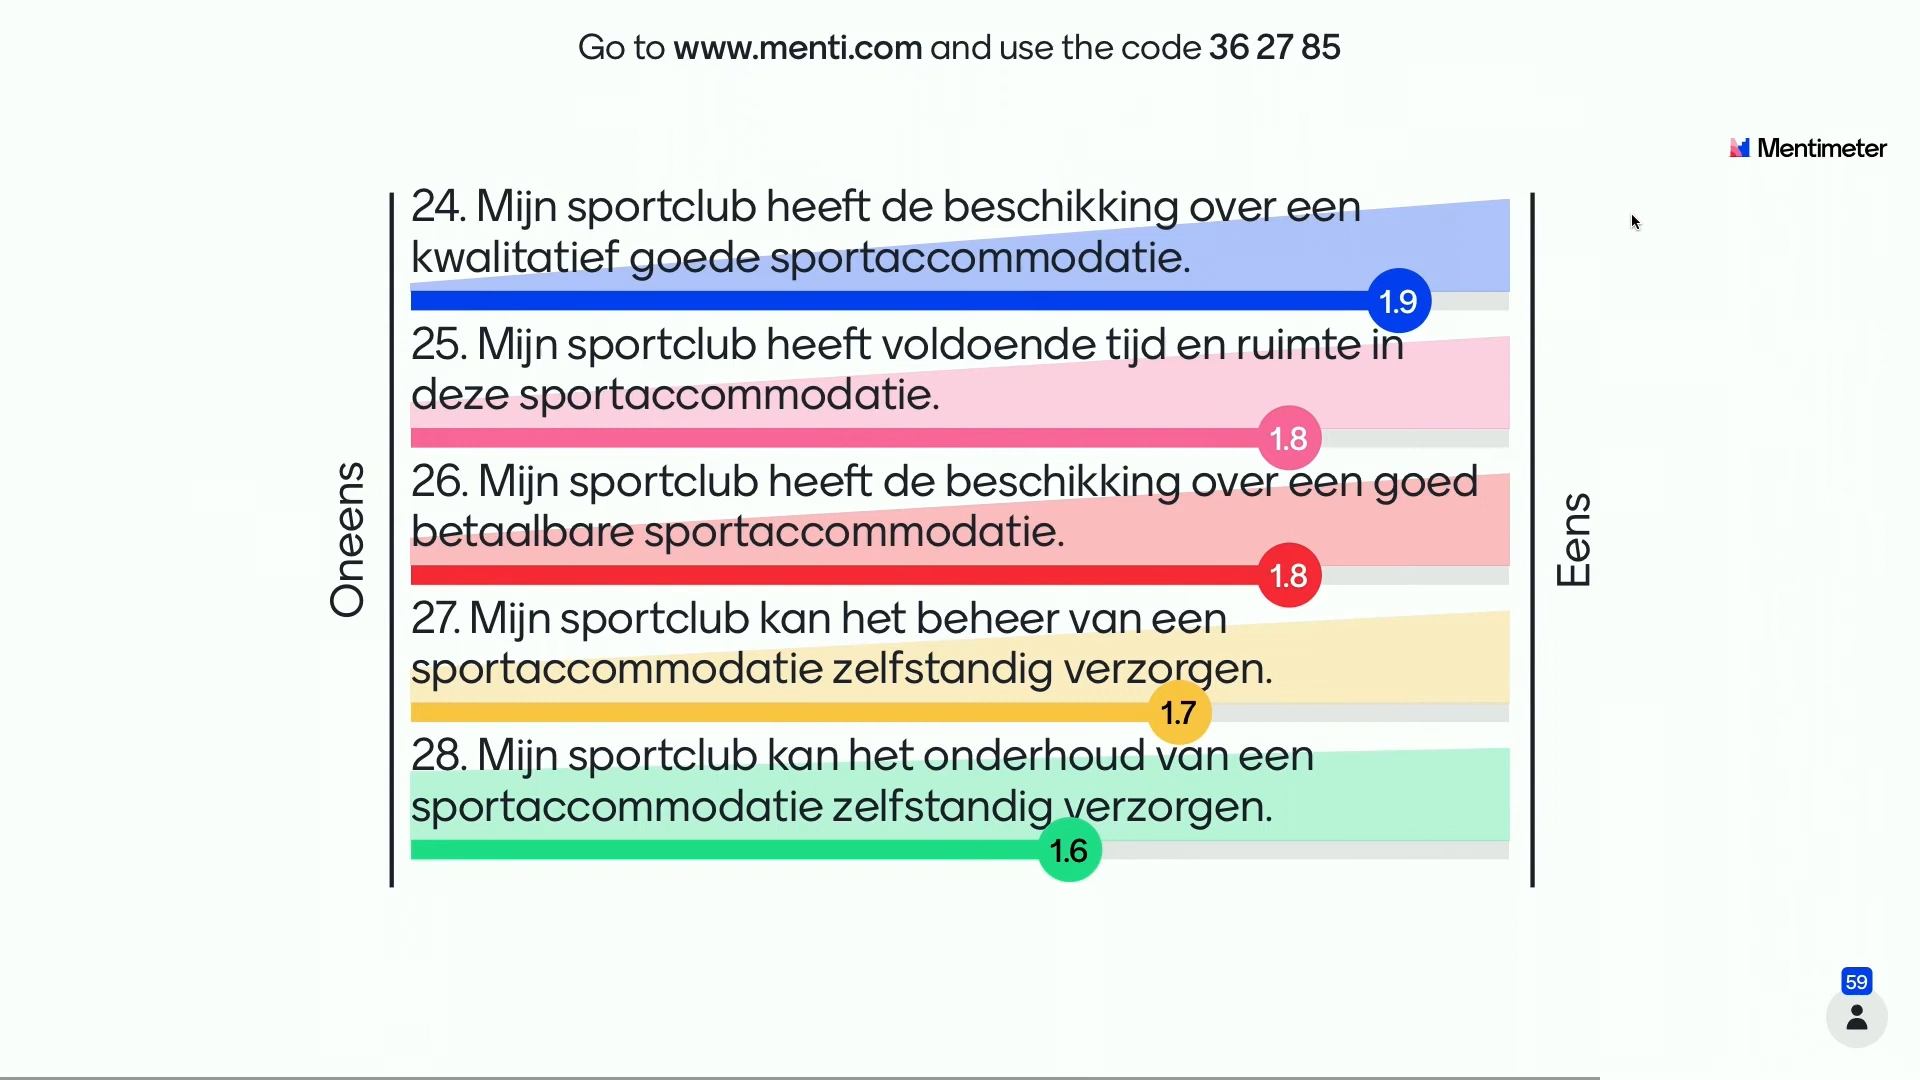 Go to www.menti.com and use the code 36 27 85
Mentimeter
24. Mijn sportclub heeft de beschikking over een
kwalitatief goede sportaccommodatie.
1.9
25. Mijn sportclub heeft voldoende tijd en ruimte in
deze sportaccommodatie.
1.8
26. Mijn sportclub heeft de beschikking over een goed
betaalbare sportaccommodatie.
1.8
27. Mijn sportclub kan het beheer van een
sportaccommodatie zelfstandig verzorgen.
1.7
28. Mijn sportclub kan het onderhoud van een
sportaccommodatie zelfstandig verzorgen.
1.6
Oneens
Eens
59